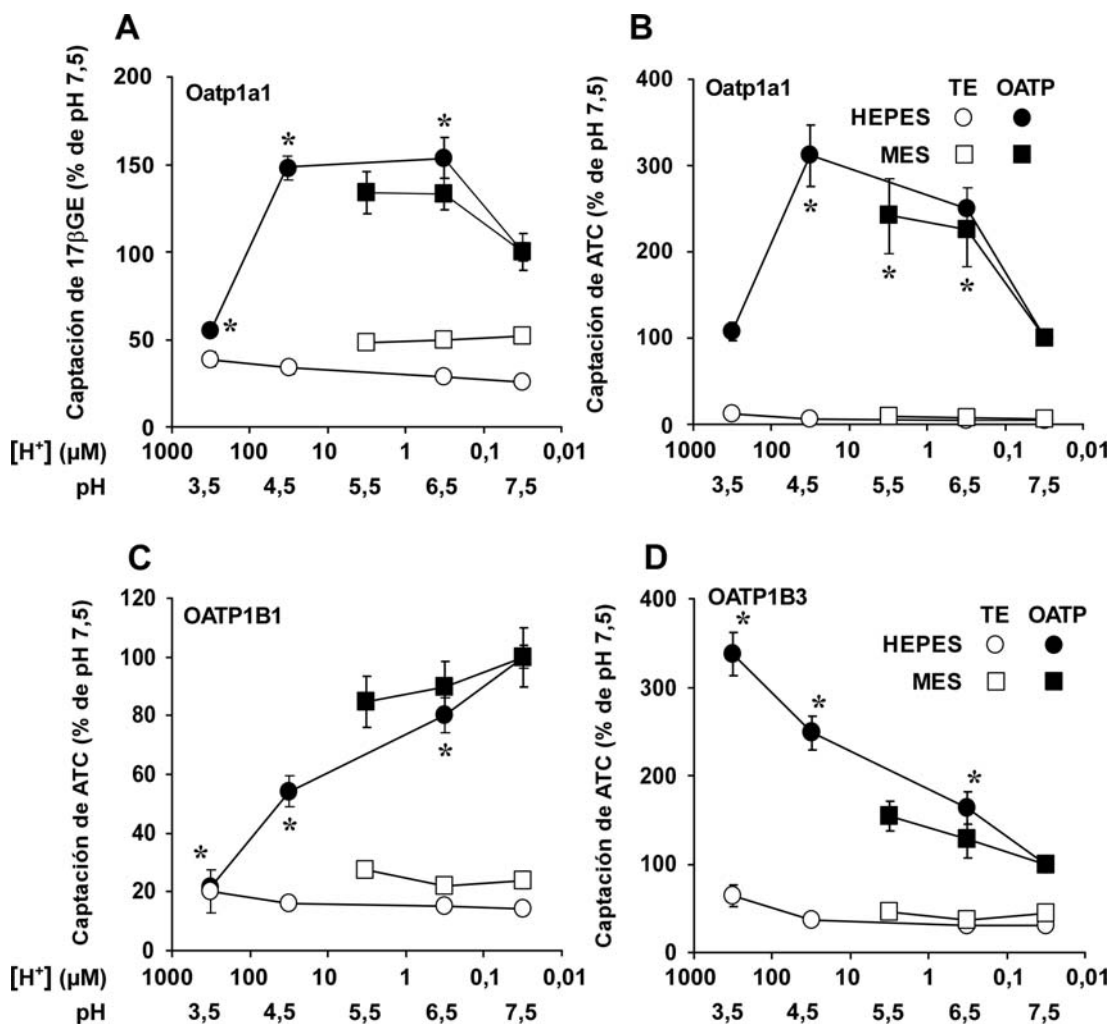 A
Captación de 17βGE (% de pH 7,5)
Oatp1a1
200
150
100
50
0
*
*
*
[H⁺] (µM)
1000 10 1 0,1 0,01
pH
3,5 4,5 5,5 6,5 7,5
B
Captación de ATC (% de pH 7,5)
Oatp1a1
TE OATP
HEPES
MES
400
300
200
100
0
*
*
*
1000 10 1 0,1 0,01
3,5 4,5 5,5 6,5 7,5
C
Captación de ATC (% de pH 7,5)
OATP1B1
120
100
80
60
40
20
0
*
*
*
[H⁺] (µM)
1000 10 1 0,1 0,01
pH
3,5 4,5 5,5 6,5 7,5
D
Captación de ATC (% de pH 7,5)
OATP1B3
TE OATP
HEPES
MES
400
300
200
100
0
*
*
*
1000 10 1 0,1 0,01
3,5 4,5 5,5 6,5 7,5